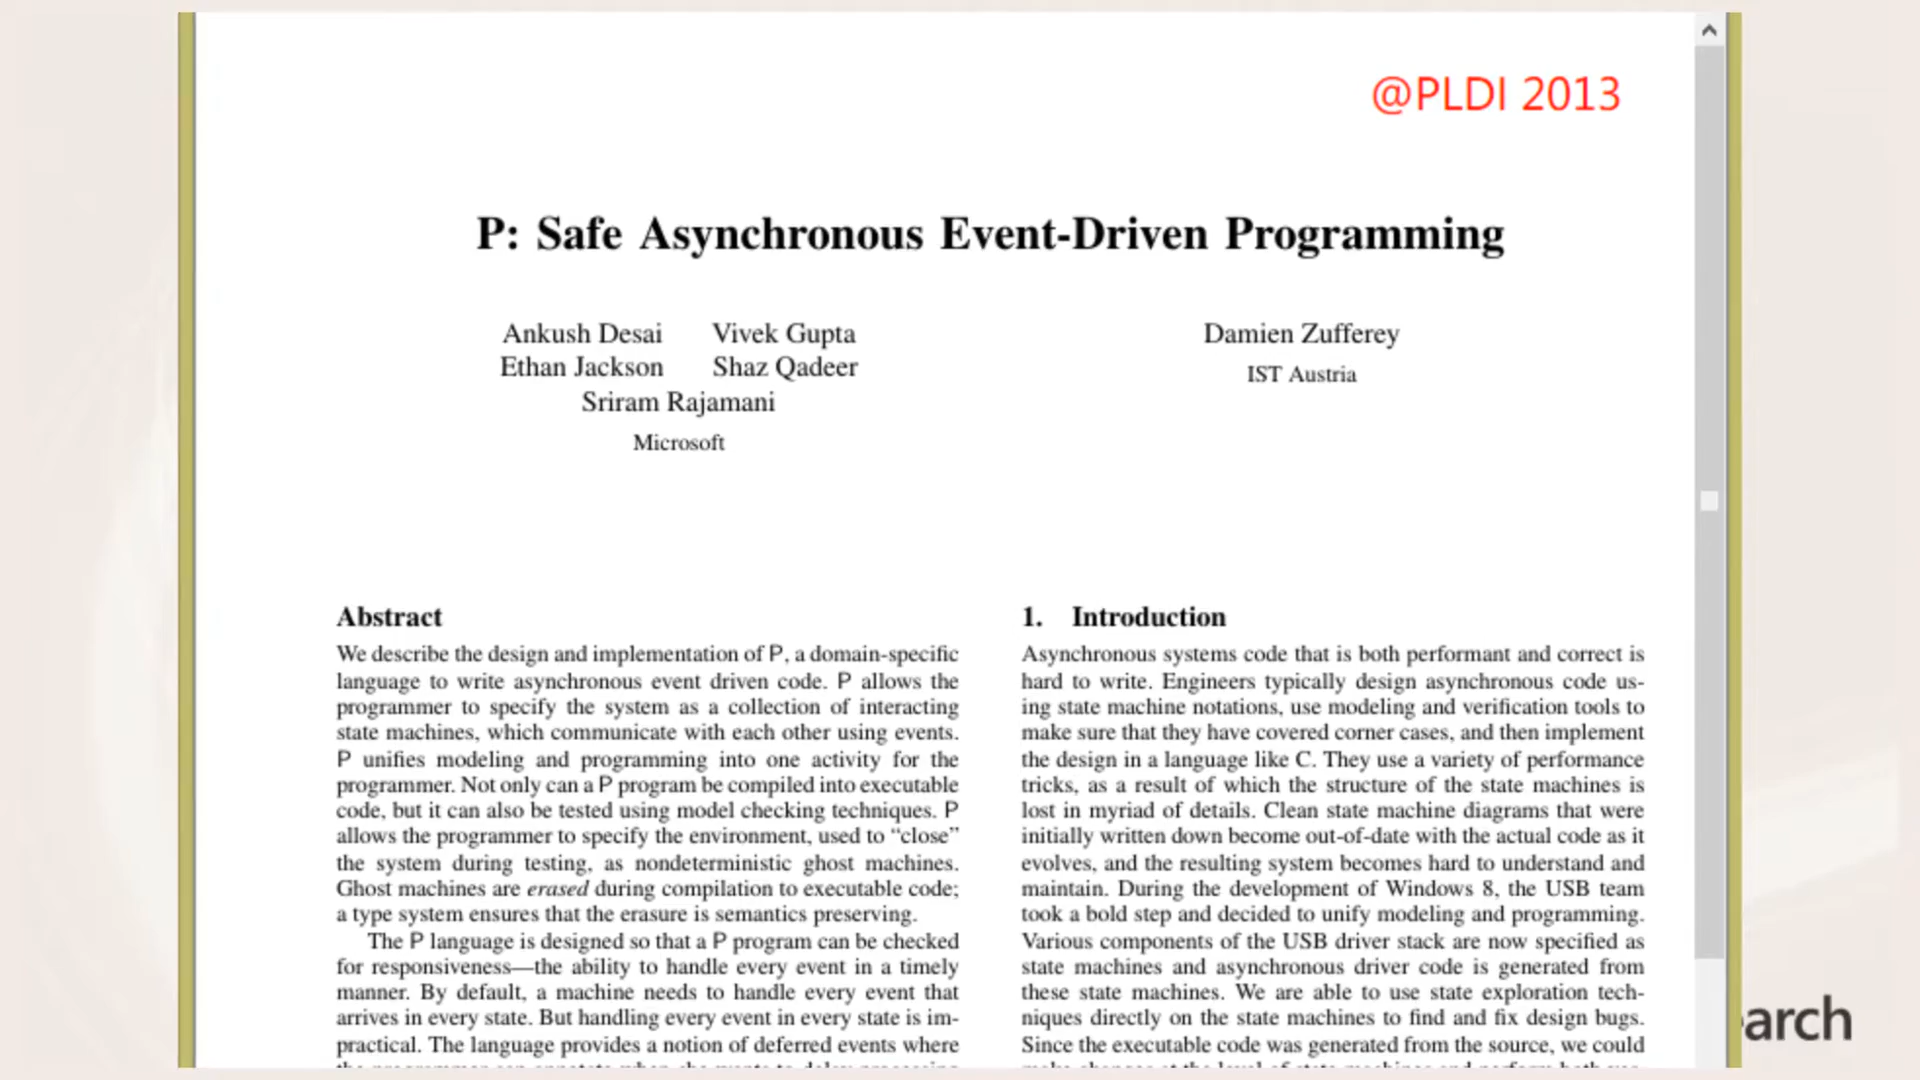 @PLDI 2013
P: Safe Asynchronous Event-Driven Programming
Ankush Desai Vivek Gupta
Ethan Jackson Shaz Qadeer
Sriram Rajamani
Microsoft
Damien Zufferey
IST Austria
Abstract
We describe the design and implementation of P, a domain-specific
language to write asynchronous event driven code. P allows the
programmer to specify the system as a collection of interacting
state machines, which communicate with each other using events.
P unifies modeling and programming into one activity for the
programmer. Not only can a P program be compiled into executable
code, but it can also be tested using model checking techniques. P
allows the programmer to specify the environment, used to “close”
the system during testing, as nondeterministic ghost machines.
Ghost machines are erased during compilation to executable code;
a type system ensures that the erasure is semantics preserving.
The P language is designed so that a P program can be checked
for responsiveness—the ability to handle every event in a timely
manner. By default, a machine needs to handle every event that
arrives in every state. But handling every event in every state is im-
practical. The language provides a notion of deferred events where
1. Introduction
Asynchronous systems code that is both performant and correct is
hard to write. Engineers typically design asynchronous code us-
ing state machine notations, use modeling and verification tools to
make sure that they have covered corner cases, and then implement
the design in a language like C. They use a variety of performance
tricks, as a result of which the structure of the state machines is
lost in myriad of details. Clean state machine diagrams that were
initially written down become out-of-date with the actual code as it
evolves, and the resulting system becomes hard to understand and
maintain. During the development of Windows 8, the USB team
took a bold step and decided to unify modeling and programming.
Various components of the USB driver stack are now specified as
state machines and asynchronous driver code is generated from
these state machines. We are able to use state exploration tech-
niques directly on the state machines to find and fix design bugs.
Since the executable code was generated from the source, we could
arch